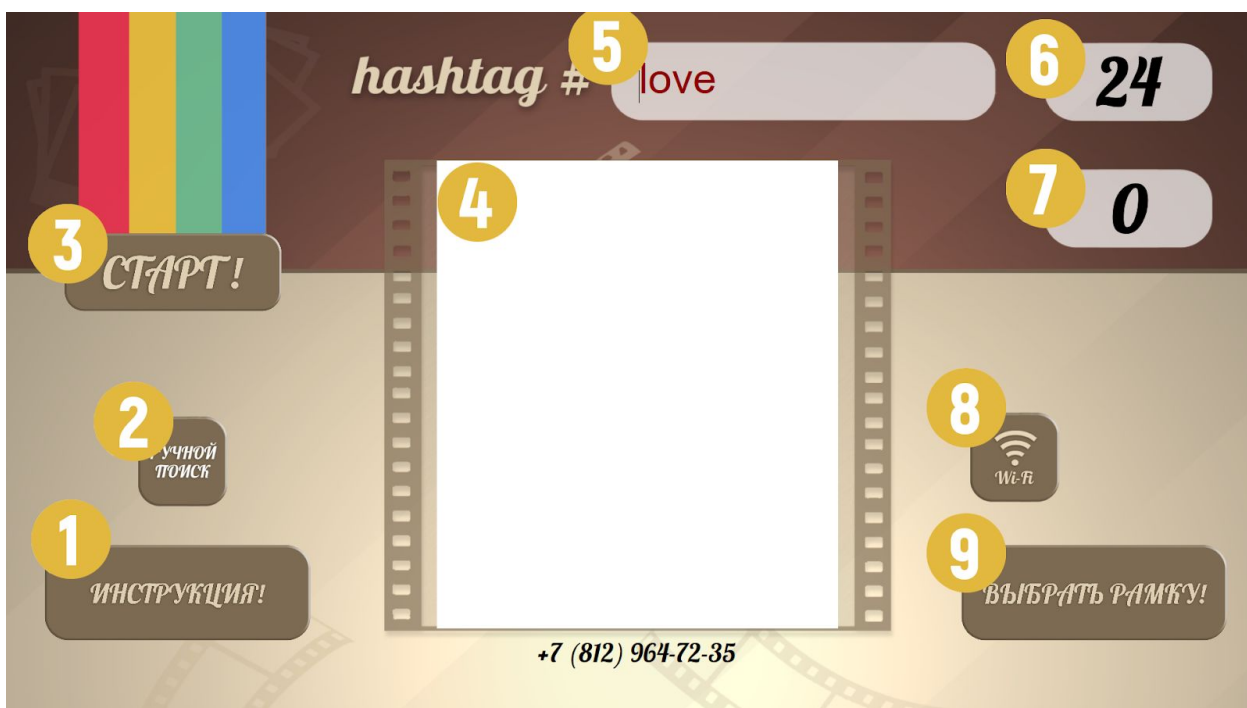 hashtag #
5
love
6
24
7
0
3
СТАРТ!
4
2
РУЧНОЙ
ПОИСК
8
Wi-Fi
1
ИНСТРУКЦИЯ!
9
ВЫБРАТЬ РАМКУ!
+7 (812) 964-72-35